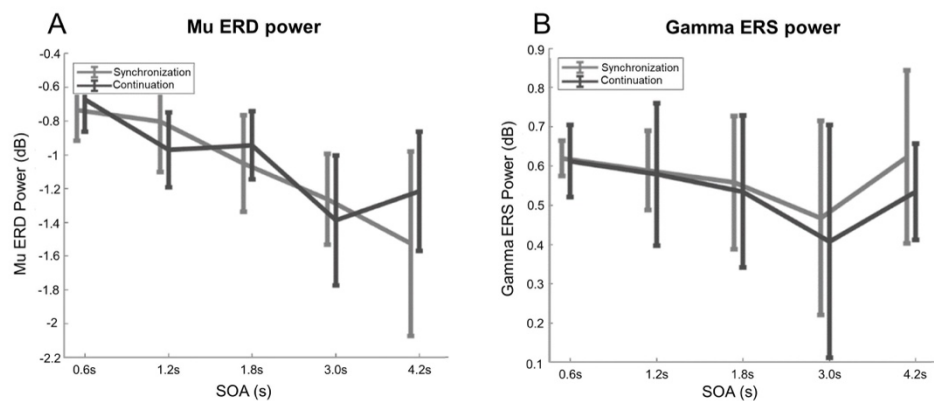 A
Mu ERD power
Mu ERD Power (dB)
-0.4
-0.6
-0.8
-1
-1.2
-1.4
-1.6
-1.8
-2
-2.2
Synchronization
Continuation
0.6s 1.2s 1.8s 3.0s 4.2s
SOA (s)
B
Gamma ERS power
Gamma ERS Power (dB)
0.9
0.8
0.7
0.6
0.5
0.4
0.3
0.2
0.1
Synchronization
Continuation
0.6s 1.2s 1.8s 3.0s 4.2s
SOA (s)